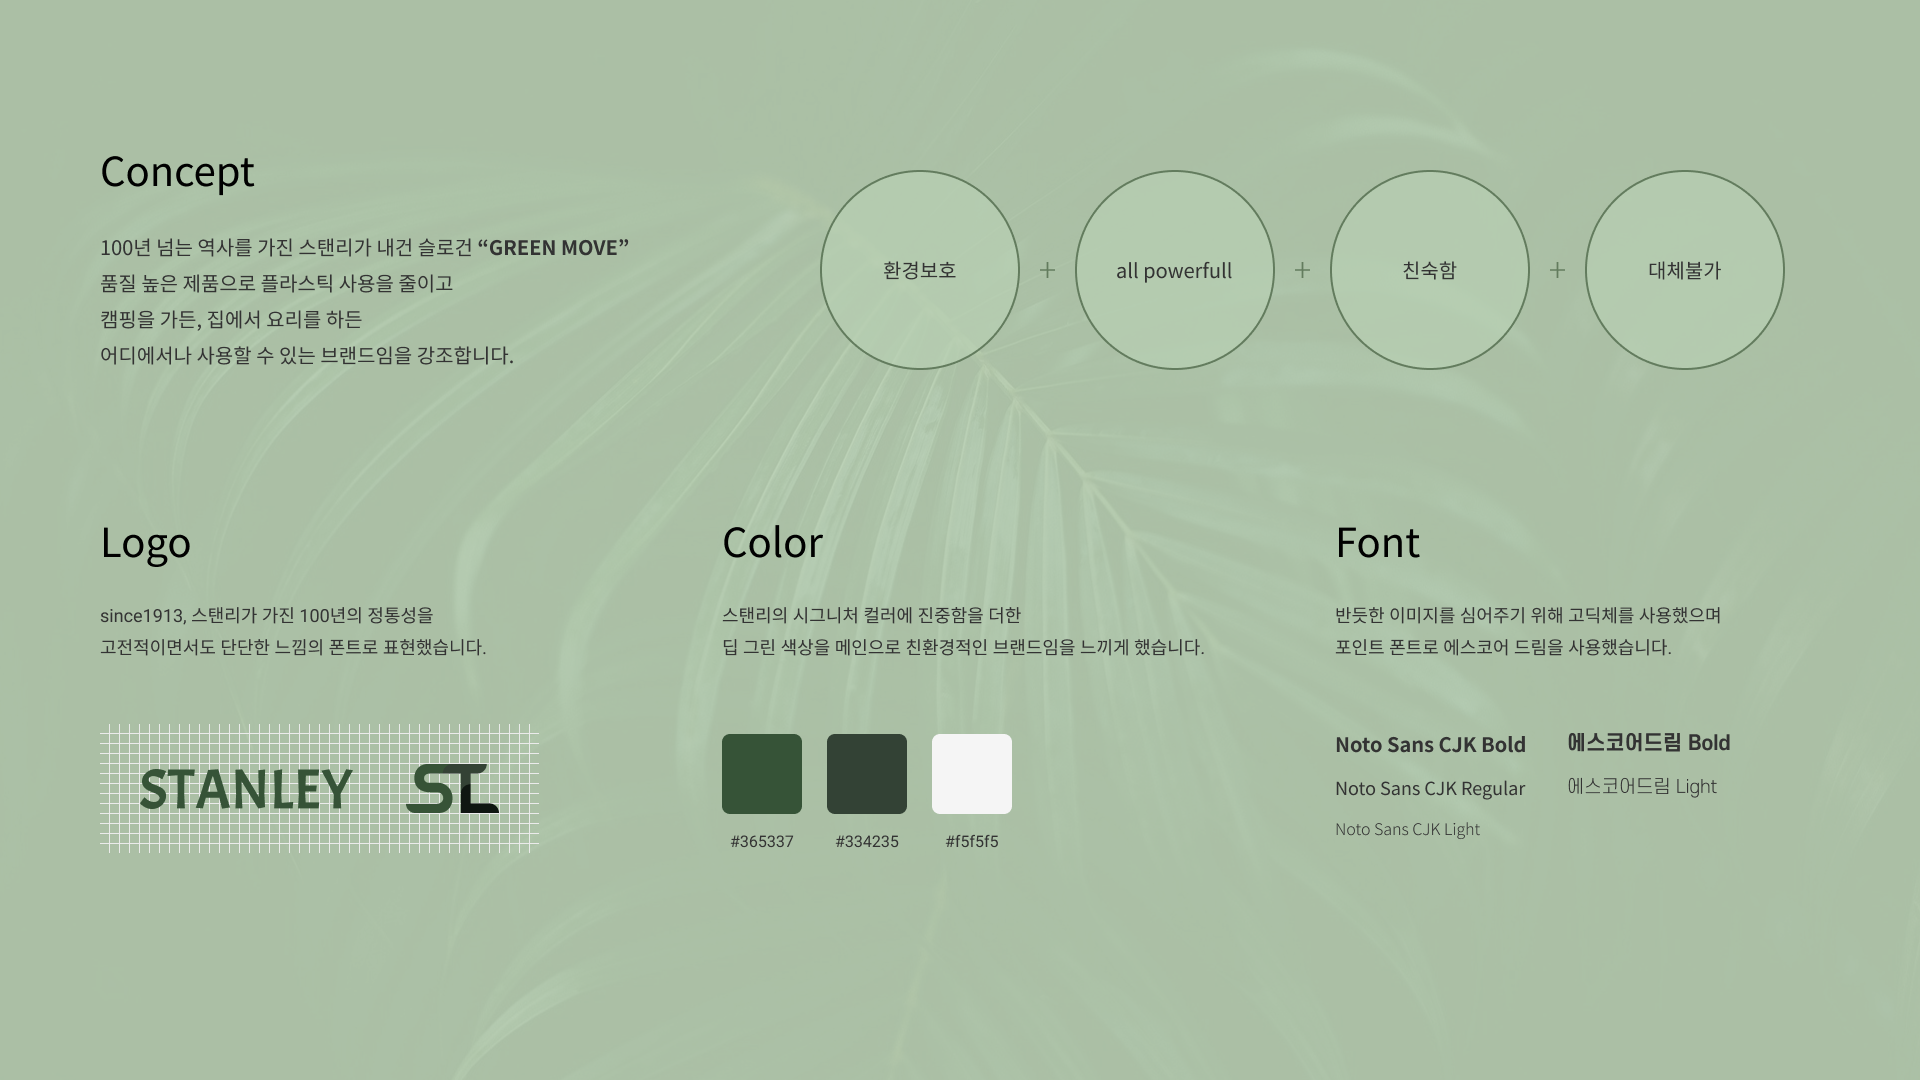 Concept
100년 넘는 역사를 가진 스탠리가 내건 슬로건 “GREEN MOVE”
품질 높은 제품으로 플라스틱 사용을 줄이고
캠핑을 가든, 집에서 요리를 하든
어디에서나 사용할 수 있는 브랜드임을 강조합니다.
환경보호 + all powerfull + 친숙함 + 대체불가
Logo
since1913, 스탠리가 가진 100년의 정통성을
고전적이면서도 단단한 느낌의 폰트로 표현했습니다.
STANLEY SL
Color
스탠리의 시그니처 컬러에 진중함을 더한
딥 그린 색상을 메인으로 친환경적인 브랜드임을 느끼게 했습니다.
#365337 #334235 #f5f5f5
Font
반듯한 이미지를 심어주기 위해 고딕체를 사용했으며
포인트 폰트로 에스코어 드림을 사용했습니다.
Noto Sans CJK Bold
Noto Sans CJK Regular
Noto Sans CJK Light
에스코어드림 Bold
에스코어드림 Light